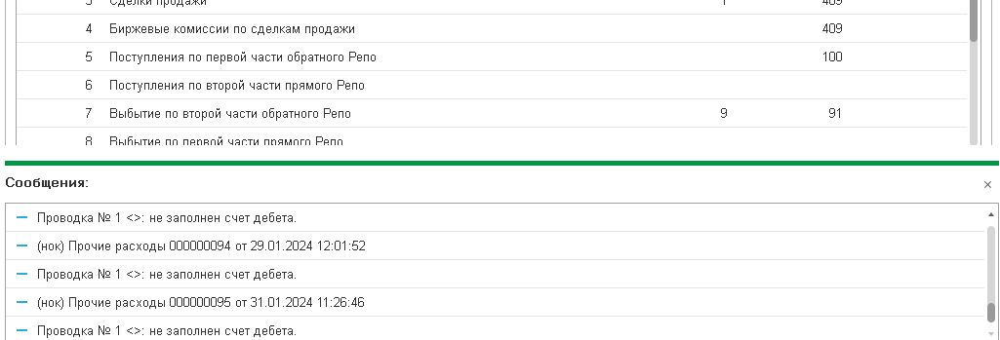 3 Сделки продажи 1 409
4 Биржевые комиссии по сделкам продажи 409
5 Поступления по первой части обратного Репо 100
6 Поступления по второй части прямого Репо
7 Выбытие по второй части обратного Репо 9 91
8 Выбытие по первой части прямого Репо
Сообщения:
Проводка № 1 <>: не заполнен счет дебета.
(нок) Прочие расходы 000000094 от 29.01.2024 12:01:52
Проводка № 1 <>: не заполнен счет дебета.
(нок) Прочие расходы 000000095 от 31.01.2024 11:26:46
Проводка № 1 <>: не заполнен счет дебета.